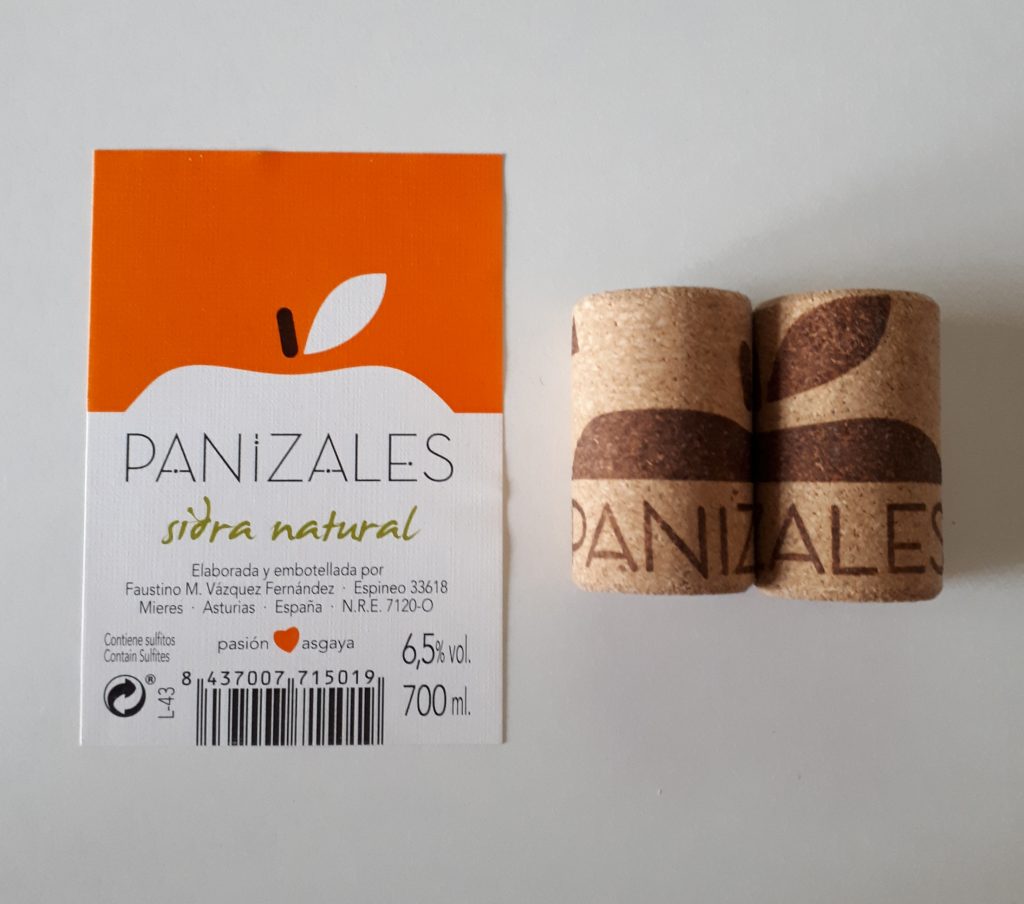 PANIZALES
sidra natural
Elaborada y embotellada por
Faustino M. Vázquez Fernández · Espineo 33618
Mieres · Asturias · España · N.R.E. 7120-O
Contiene sulfitos
Contain Sulfites
pasión asgaya
6,5% vol.
®
L-43
8 437007 715019
700 ml.
PANIZALES